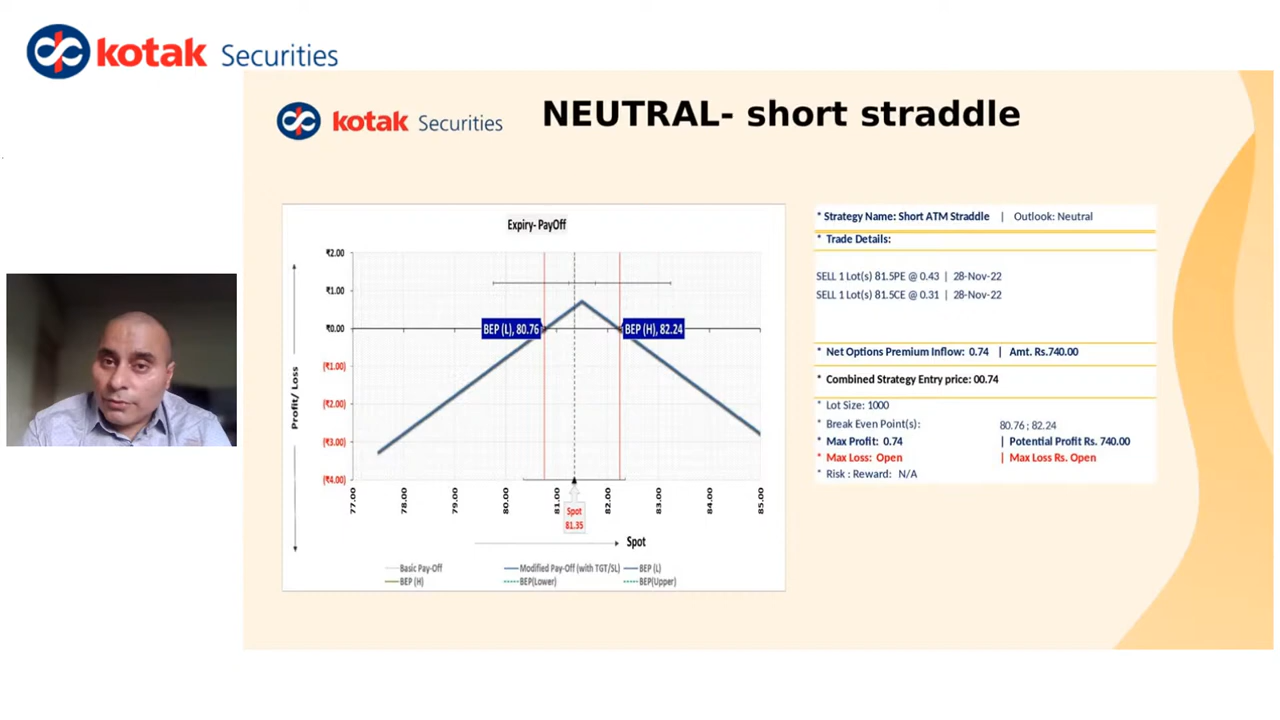 kotak Securities
kotak Securities
NEUTRAL- short straddle
Expiry- PayOff
Profit/ Loss
₹2.00
₹1.00
₹0.00
(₹1.00)
(₹2.00)
(₹3.00)
(₹4.00)
BEP (L), 80.76
BEP (H), 82.24
77.00
78.00
79.00
80.00
81.00
82.00
83.00
84.00
85.00
Spot
81.35
Spot
Basic Pay-Off
Modified Pay-Off (with TGT/SL)
BEP (L)
BEP (H)
BEP(Lower)
BEP(Upper)
* Strategy Name: Short ATM Straddle | Outlook: Neutral
* Trade Details:
SELL 1 Lot(s) 81.5PE @ 0.43 | 28-Nov-22
SELL 1 Lot(s) 81.5CE @ 0.31 | 28-Nov-22
* Net Options Premium Inflow: 0.74 | Amt. Rs.740.00
* Combined Strategy Entry price: 00.74
* Lot Size: 1000
* Break Even Point(s): 80.76 ; 82.24
* Max Profit: 0.74 | Potential Profit Rs. 740.00
* Max Loss: Open | Max Loss Rs. Open
* Risk : Reward: N/A